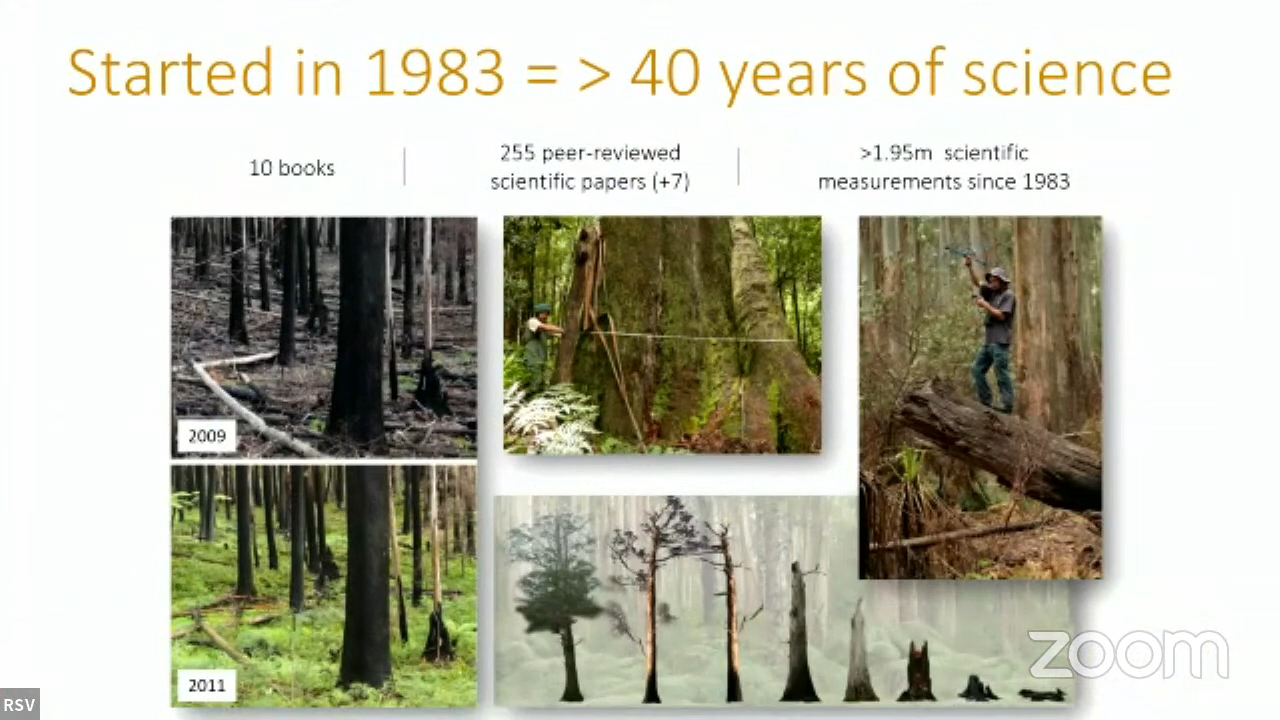 Started in 1983 = > 40 years of science
10 books
255 peer-reviewed
scientific papers (+7)
>1.95m scientific
measurements since 1983
2009
2011
zoom
RSV